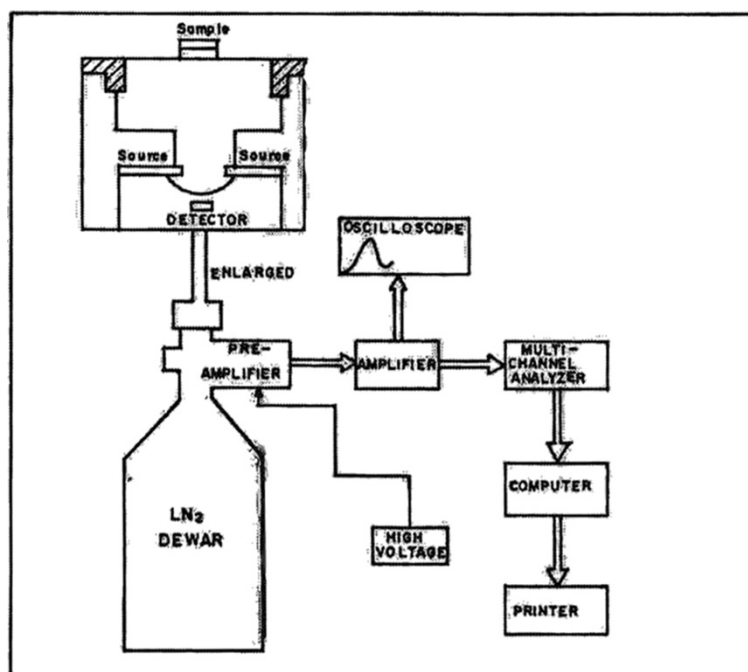 Sample
Source
Source
DETECTOR
ENLARGED
OSCILLOSCOPE
PRE-
AMPLIFIER
AMPLIFIER
MULTI-
CHANNEL
ANALYZER
COMPUTER
PRINTER
HIGH
VOLTAGE
LN₂
DEWAR